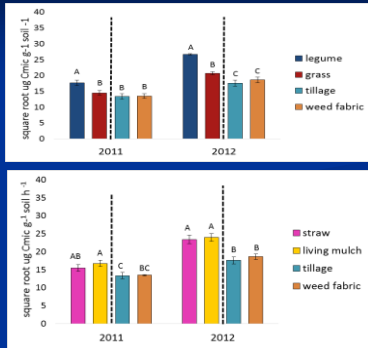 square root ug Cmic g-1 soil -1
40
35
30
25
20
15
10
5
0
A
B
B
B
A
B
C
C
2011
2012
legume
grass
tillage
weed fabric
square root ug Cmic g-¹ soil h -¹
40
35
30
25
20
15
10
5
0
AB
A
C
BC
A
A
B
B
2011
2012
straw
living mulch
tillage
weed fabric